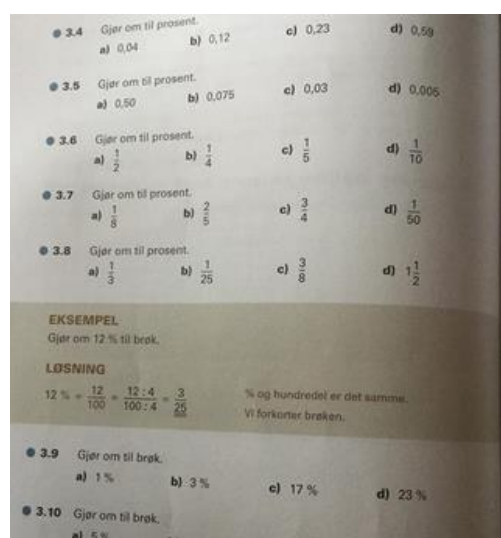 3.4 Gjør om til prosent.
a) 0,04 b) 0,12 c) 0,23 d) 0,59
3.5 Gjør om til prosent.
a) 0,50 b) 0,075 c) 0,03 d) 0,005
3.6 Gjør om til prosent.
a) 1/2 b) 1/4 c) 1/5 d) 1/10
3.7 Gjør om til prosent.
a) 1/8 b) 2/5 c) 3/4 d) 1/50
3.8 Gjør om til prosent.
a) 1/3 b) 1/25 c) 3/8 d) 1 1/2
EKSEMPEL
Gjør om 12 % til brøk.
LØSNING
12 % = 12/100 = 12 : 4/100 : 4 = 3/25 % og hundredel er det samme.
Vi forkorter brøken.
3.9 Gjør om til brøk.
a) 1 % b) 3 % c) 17 % d) 23 %
3.10 Gjør om til brøk.
a) 5 %